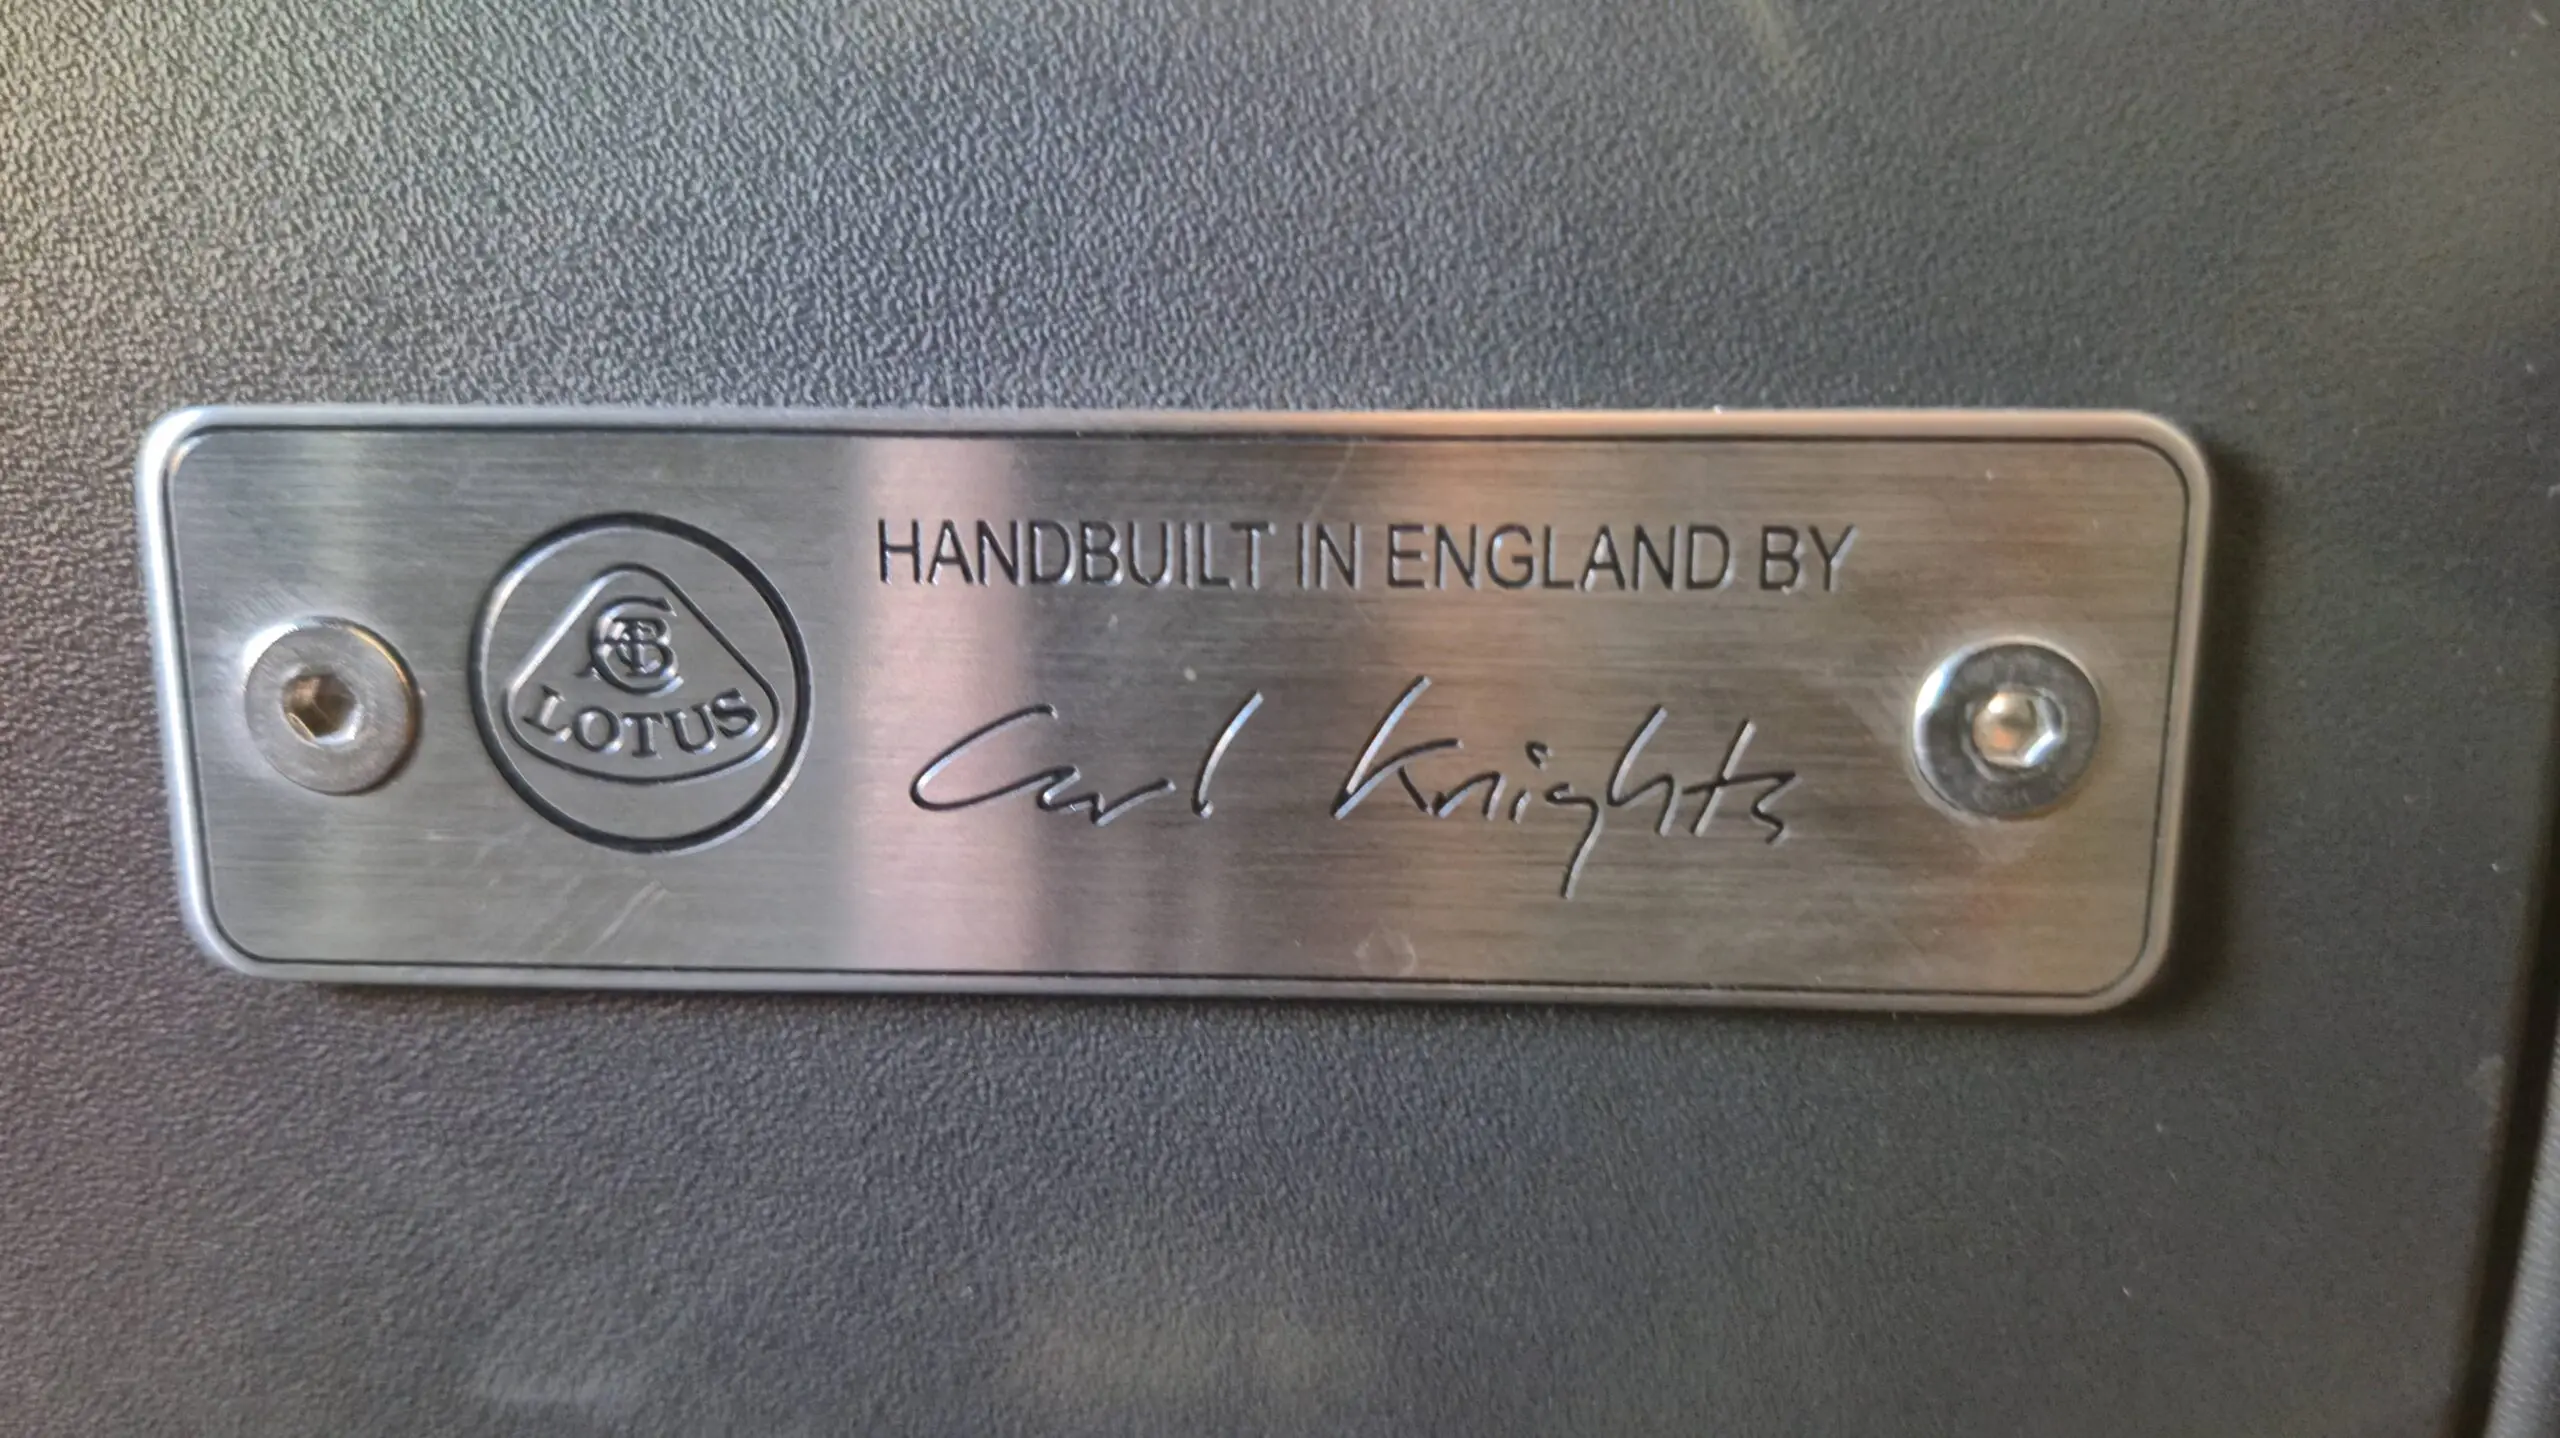 LOTUS
HANDBUILT IN ENGLAND BY
Carl Knights